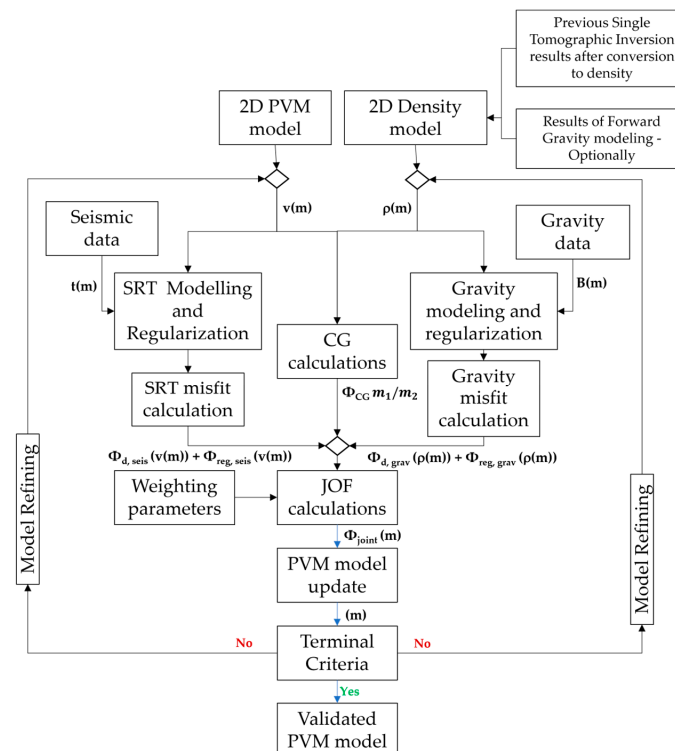 Previous Single
Tomographic Inversion
results after conversion
to density
2D PVM
model
2D Density
model
Results of Forward
Gravity modeling -
Optionally
v(m)
ρ(m)
Seismic
data
Gravity
data
t(m)
B(m)
SRT Modelling
and
Regularization
Gravity
modeling and
regularization
CG
calculations
SRT misfit
calculation
Gravity
misfit
calculation
Φ_CG m₁/m₂
Φ_d, seis (v(m)) + Φ_reg, seis (v(m))
Φ_d, grav (ρ(m)) + Φ_reg, grav (ρ(m))
Weighting
parameters
JOF
calculations
Φ_joint (m)
Model Refining
Model Refining
PVM model
update
(m)
No
Terminal
Criteria
No
Yes
Validated
PVM model